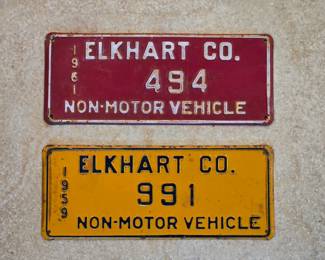 ELKHART CO.
1961
494
NON-MOTOR VEHICLE
ELKHART CO.
1959
991
NON-MOTOR VEHICLE